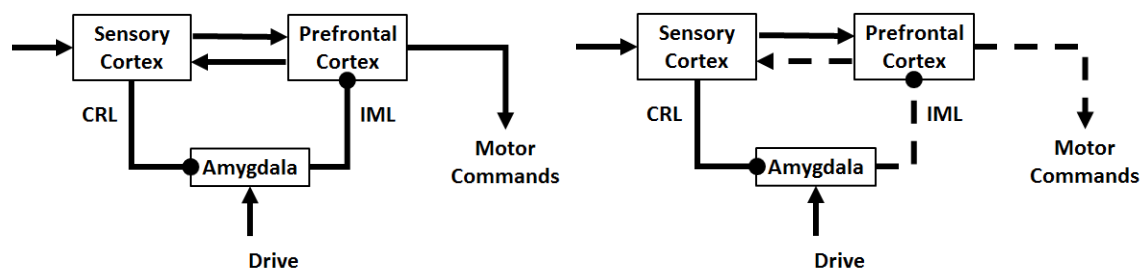 Sensory
Cortex
Prefrontal
Cortex
CRL
IML
Amygdala
Motor
Commands
Drive
Sensory
Cortex
Prefrontal
Cortex
CRL
IML
Amygdala
Motor
Commands
Drive